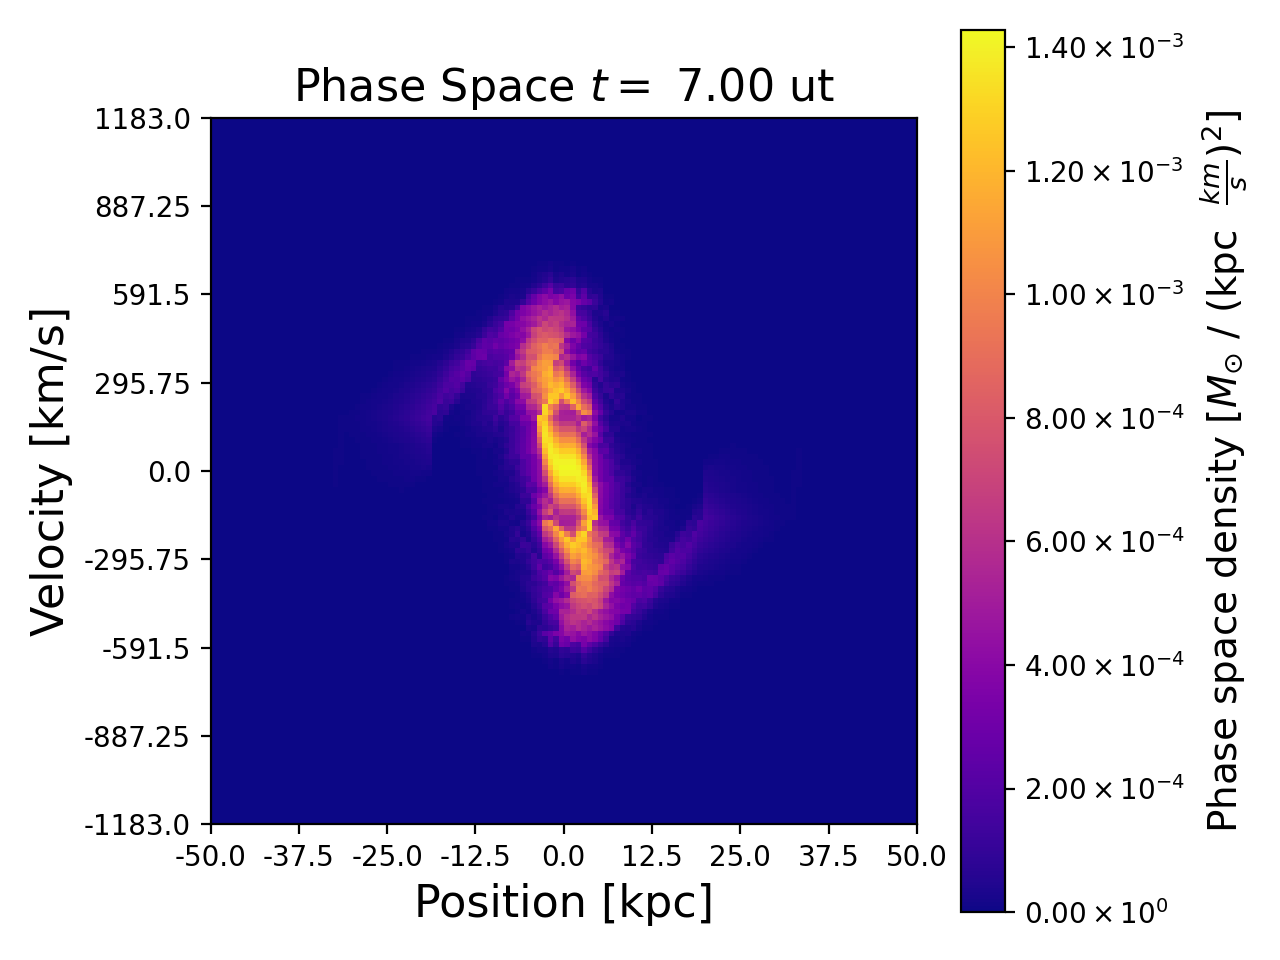 Phase Space t = 7.00 ut
1183.0
887.25
591.5
295.75
0.0
-295.75
-591.5
-887.25
-1183.0
Velocity [km/s]
-50.0 -37.5 -25.0 -12.5 0.0 12.5 25.0 37.5 50.0
Position [kpc]
1.40 × 10⁻³
1.20 × 10⁻³
1.00 × 10⁻³
8.00 × 10⁻⁴
6.00 × 10⁻⁴
4.00 × 10⁻⁴
2.00 × 10⁻⁴
0.00 × 10⁰
Phase space density [M⊙ / (kpc km/s)²]